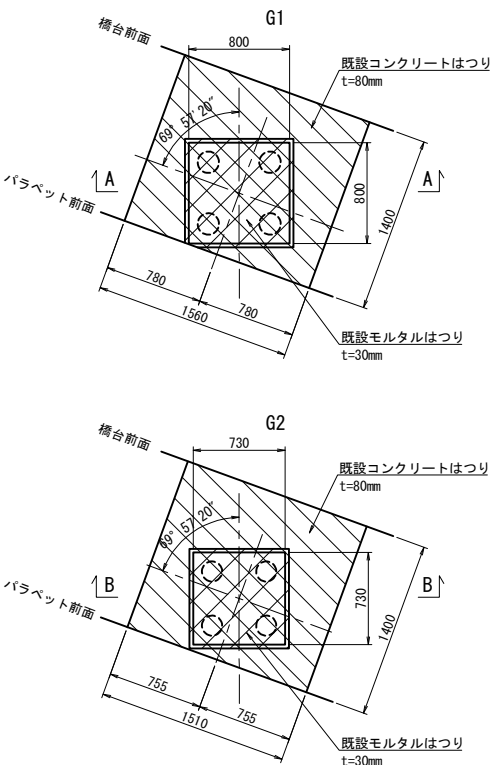 G1
橋台前面
800
既設コンクリートはつり
t=80mm
69° 57′ 20″
A
A
パラペット前面
800
1400
780
780
1560
既設モルタルはつり
t=30mm
G2
橋台前面
730
既設コンクリートはつり
t=80mm
69° 57′ 20″
B
B
パラペット前面
730
1400
755
755
1510
既設モルタルはつり
t=30mm